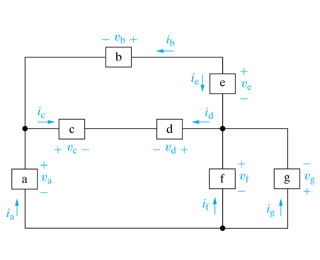 − v_b + i_b
b
i_e e + v_e −
i_c i_d
c d
+ v_c − − v_d +
a + v_a − f + v_f − g − v_g +
i_a i_f i_g